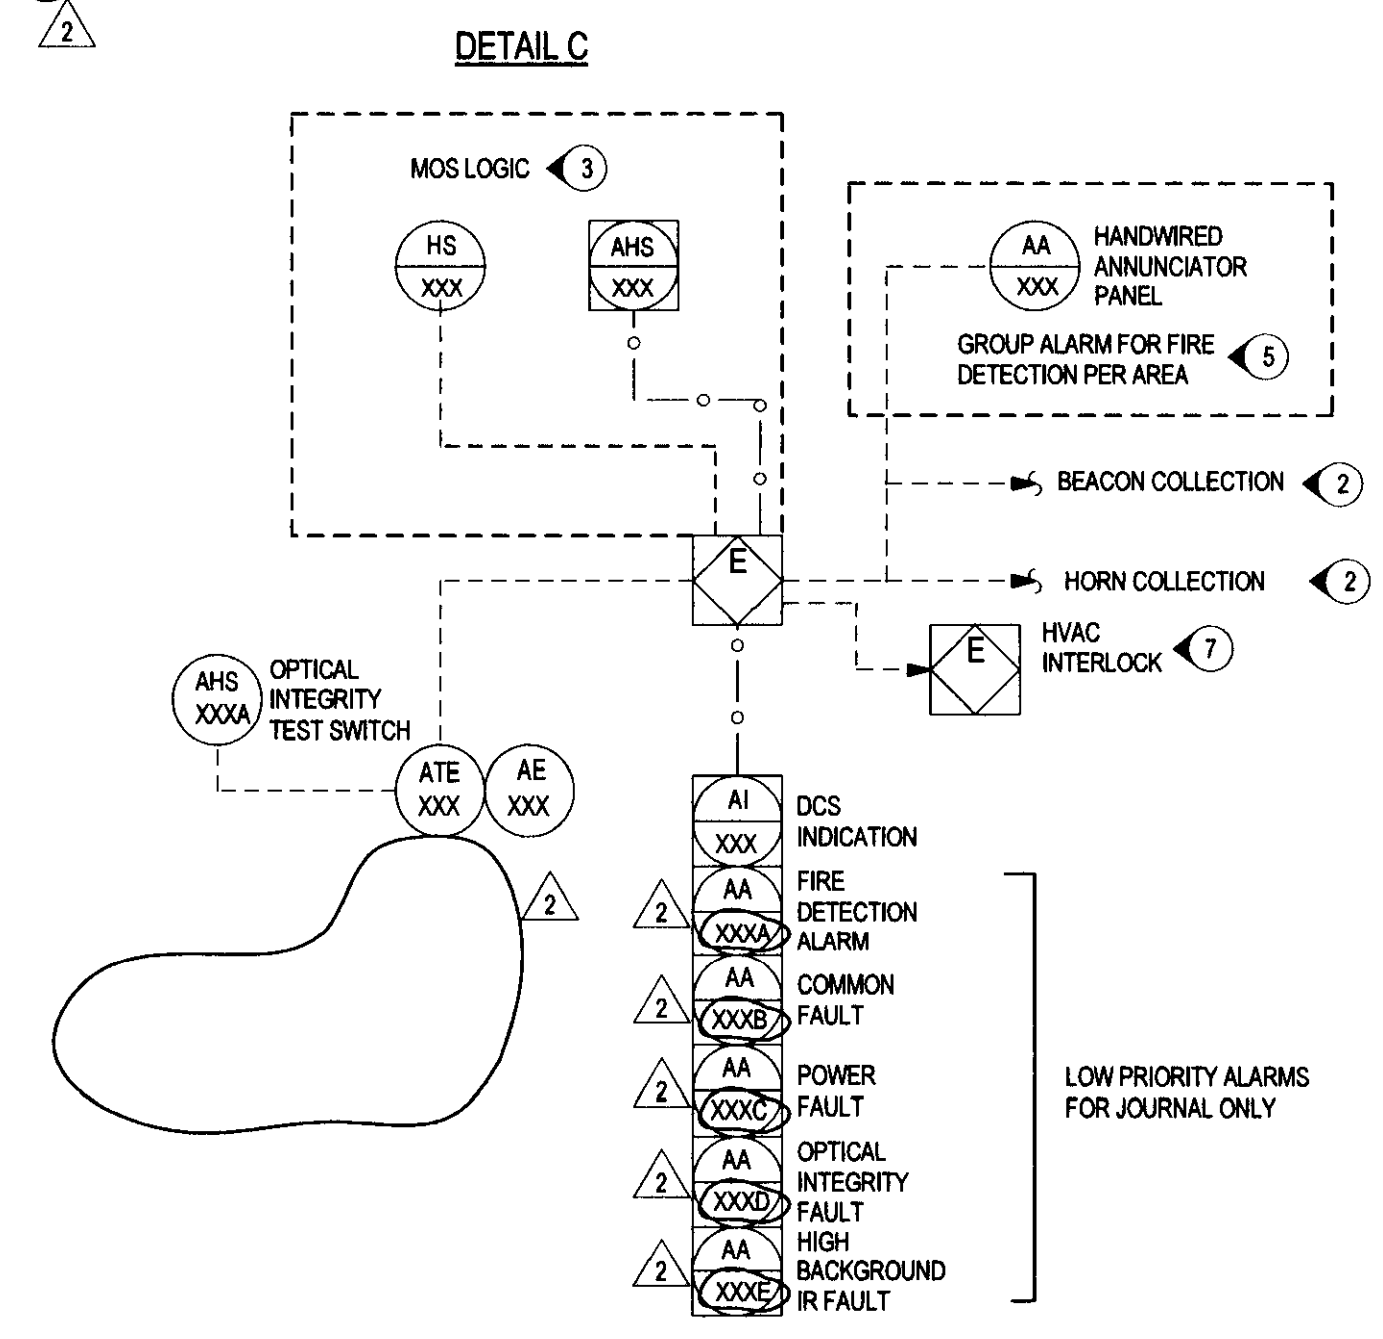 2
DETAIL C
MOS LOGIC 3
HS
XXX
AHS
XXX
AA
XXX
HANDWIRED
ANNUNCIATOR
PANEL
GROUP ALARM FOR FIRE
DETECTION PER AREA
5
BEACON COLLECTION 2
HORN COLLECTION 2
E
E
HVAC
INTERLOCK
7
AHS
XXXA
OPTICAL
INTEGRITY
TEST SWITCH
ATE
XXX
AE
XXX
2
AI
XXX
DCS
INDICATION
2
AA
XXXA
FIRE
DETECTION
ALARM
2
AA
XXXB
COMMON
FAULT
2
AA
XXXC
POWER
FAULT
2
AA
XXXD
OPTICAL
INTEGRITY
FAULT
2
AA
XXXE
HIGH
BACKGROUND
IR FAULT
LOW PRIORITY ALARMS
FOR JOURNAL ONLY